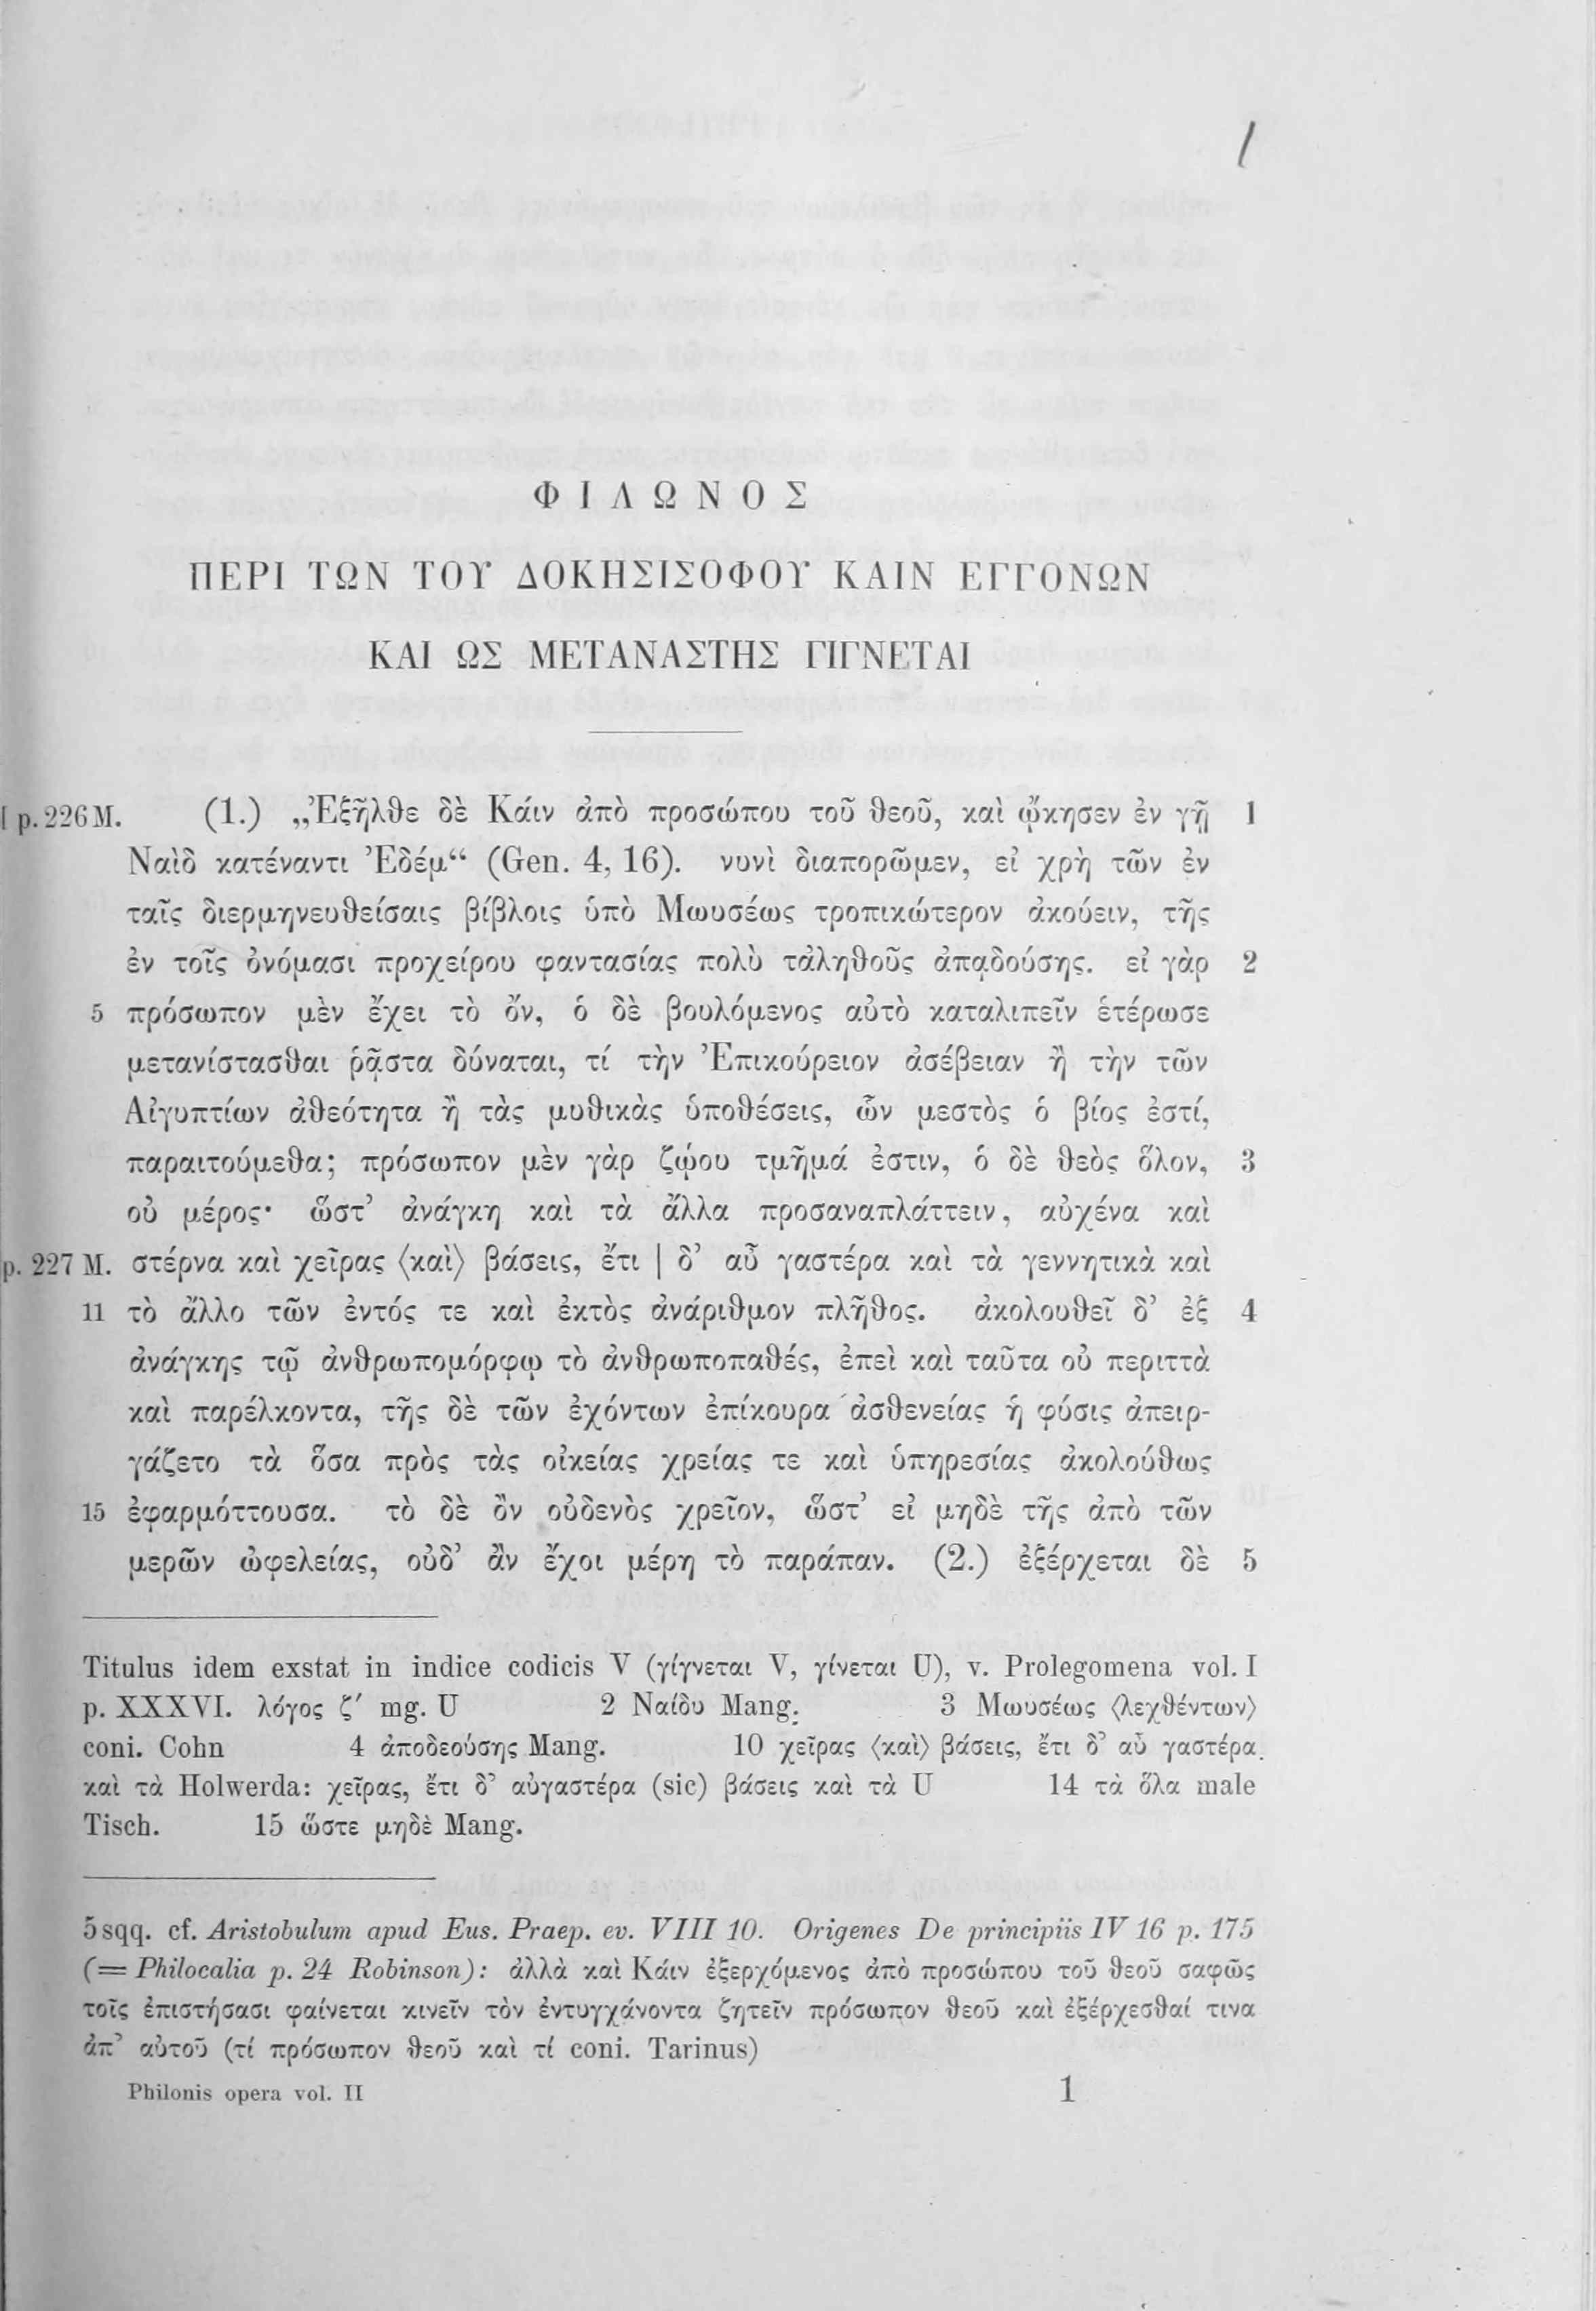 /
ΦΙΛΩΝΟΣ
ΠΕΡΙ ΤΩΝ ΤΟΥ ΔΟΚΗΣΙΣΟΦΟΥ ΚΑΙΝ ΕΓΓΟΝΩΝ
ΚΑΙ ΩΣ ΜΕΤΑΝΑΣΤΗΣ ΓΙΓΝΕΤΑΙ
I p. 226 M. (1.) „Ἐξῆλθε δὲ Κάιν ἀπὸ προσώπου τοῦ θεοῦ, καὶ ᾤκησεν ἐν γῇ 1
Ναὶδ κατέναντι Ἐδέμ“ (Gen. 4, 16). νυνὶ διαπορῶμεν, εἰ χρὴ τῶν ἐν
ταῖς διερμηνευθείσαις βίβλοις ὑπὸ Μωυσέως τροπικώτερον ἀκούειν, τῆς
ἐν τοῖς ὀνόμασι προχείρου φαντασίας πολὺ τἀληθοῦς ἀπᾳδούσης. εἰ γὰρ 2
5 πρόσωπον μὲν ἔχει τὸ ὄν, ὁ δὲ βουλόμενος αὐτὸ καταλιπεῖν ἑτέρωσε
μετανίστασθαι ῥᾷστα δύναται, τί τὴν Ἐπικούρειον ἀσέβειαν ἢ τὴν τῶν
Αἰγυπτίων ἀθεότητα ἢ τὰς μυθικὰς ὑποθέσεις, ὧν μεστὸς ὁ βίος ἐστί,
παραιτούμεθα; πρόσωπον μὲν γὰρ ζῴου τμῆμά ἐστιν, ὁ δὲ θεὸς ὅλον, 3
οὐ μέρος· ὥστ’ ἀνάγκη καὶ τὰ ἄλλα προσαναπλάττειν, αὐχένα καὶ
p. 227 M. στέρνα καὶ χεῖρας ⟨καὶ⟩ βάσεις, ἔτι | δ’ αὖ γαστέρα καὶ τὰ γεννητικὰ καὶ
11 τὸ ἄλλο τῶν ἐντός τε καὶ ἐκτὸς ἀνάριθμον πλῆθος. ἀκολουθεῖ δ’ ἐξ 4
ἀνάγκης τῷ ἀνθρωπομόρφῳ τὸ ἀνθρωποπαθές, ἐπεὶ καὶ ταῦτα οὐ περιττὰ
καὶ παρέλκοντα, τῆς δὲ τῶν ἐχόντων ἐπίκουρα ἀσθενείας ἡ φύσις ἀπειρ-
γάζετο τὰ ὅσα πρὸς τὰς οἰκείας χρείας τε καὶ ὑπηρεσίας ἀκολούθως
15 ἐφαρμόττουσα. τὸ δὲ ὂν οὐδενὸς χρεῖον, ὥστ’ εἰ μηδὲ τῆς ἀπὸ τῶν
μερῶν ὠφελείας, οὐδ’ ἂν ἔχοι μέρη τὸ παράπαν. (2.) ἐξέρχεται δὲ 5
Titulus idem exstat in indice codicis V (γίγνεται V, γίνεται U), v. Prolegomena vol. I
p. XXXVI. λόγος ζ′ mg. U 2 Ναίδυ Mang. 3 Μωυσέως ⟨λεχθέντων⟩
coni. Cohn 4 ἀποδεούσης Mang. 10 χεῖρας ⟨καὶ⟩ βάσεις, ἔτι δ’ αὖ γαστέρα
καὶ τὰ Holwerda: χεῖρας, ἔτι δ’ αὐγαστέρα (sic) βάσεις καὶ τὰ U 14 τὰ ὅλα male
Tisch. 15 ὥστε μηδὲ Mang.
5 sqq. cf. Aristobulum apud Eus. Praep. ev. VIII 10. Origenes De principiis IV 16 p. 175
(= Philocalia p. 24 Robinson): ἀλλὰ καὶ Κάιν ἐξερχόμενος ἀπὸ προσώπου τοῦ θεοῦ σαφῶς
τοῖς ἐπιστήσασι φαίνεται κινεῖν τὸν ἐντυγχάνοντα ζητεῖν πρόσωπον θεοῦ καὶ ἐξέρχεσθαί τινα
ἀπ’ αὐτοῦ (τί πρόσωπον θεοῦ καὶ τί coni. Tarinus)
Philonis opera vol. II 1